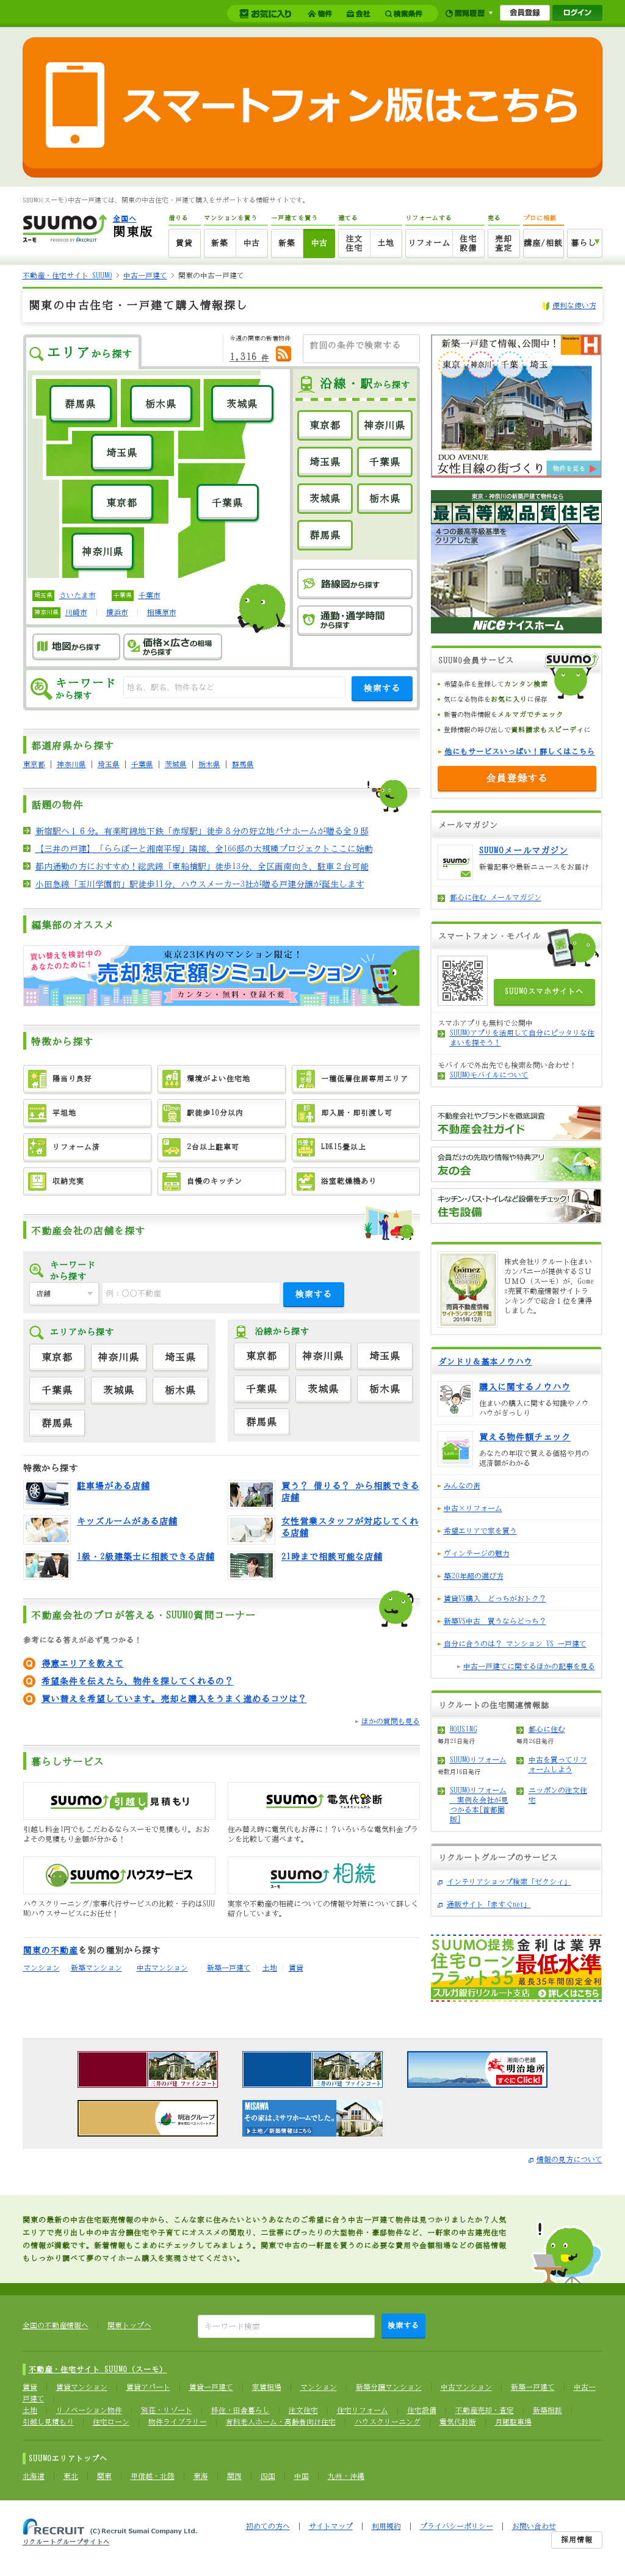 お気に入り 物件 会社 検索条件 閲覧履歴 会員登録 ログイン
スマートフォン版はこちら
SUUMO(スーモ)中古一戸建ては、関東の中古住宅・戸建て購入をサポートする情報サイトです。
SUUMO スーモ PRODUCED BY RECRUIT 全国へ 関東版
借りる マンションを買う 一戸建てを買う 建てる リフォームする 売る プロに相談
賃貸 新築 中古 新築 中古 注文住宅 土地 リフォーム 住宅設備 売却査定 講座/相談 暮らし
不動産・住宅サイト SUUMO > 中古一戸建て > 関東の中古一戸建て
関東の中古住宅・一戸建て購入情報探し
便利な使い方
エリアから探す
今週の関東の新着物件
1,316 件
前回の条件で検索する
群馬県 栃木県 茨城県
埼玉県
東京都 千葉県
神奈川県
埼玉県 さいたま市 千葉県 千葉市
神奈川県 川崎市 横浜市 相模原市
地図から探す
価格×広さの相場から探す
沿線・駅から探す
東京都 神奈川県
埼玉県 千葉県
茨城県 栃木県
群馬県
路線図から探す
通勤・通学時間から探す
キーワードから探す
地名、駅名、物件名など
検索する
都道府県から探す
東京都 | 神奈川県 | 埼玉県 | 千葉県 | 茨城県 | 栃木県 | 群馬県
話題の物件
新宿駅へ１６分。有楽町線地下鉄「赤塚駅」徒歩８分の好立地パナホームが贈る全９邸
【三井の戸建】「ららぽーと湘南平塚」隣接、全166邸の大規模プロジェクトここに始動
都内通勤の方におすすめ！総武線「東船橋駅」徒歩13分、全区画南向き、駐車２台可能
小田急線「玉川学園前」駅徒歩11分、ハウスメーカー3社が贈る戸建分譲が誕生します
編集部のオススメ
買い替えを検討中のあなたのために！
東京23区内のマンション限定！
売却想定額シミュレーション
カンタン・無料・登録不要
特徴から探す
陽当り良好 環境がよい住宅地 一種低層住居専用エリア
平坦地 駅徒歩10分以内 即入居・即引渡し可
リフォーム済 2台以上駐車可 LDK15畳以上
収納充実 自慢のキッチン 浴室乾燥機あり
不動産会社の店舗を探す
キーワードから探す
店舗
例：〇〇不動産
検索する
エリアから探す
東京都 神奈川県 埼玉県
千葉県 茨城県 栃木県
群馬県
沿線から探す
東京都 神奈川県 埼玉県
千葉県 茨城県 栃木県
群馬県
特徴から探す
駐車場がある店舗
買う？ 借りる？ から相談できる店舗
キッズルームがある店舗
女性営業スタッフが対応してくれる店舗
1級・2級建築士に相談できる店舗
21時まで相談可能な店舗
不動産会社のプロが答える・SUUMO質問コーナー
参考になる答えが必ず見つかる！
Q 得意エリアを教えて
Q 希望条件を伝えたら、物件を探してくれるの？
Q 買い替えを希望しています。売却と購入をうまく進めるコツは？
ほかの質問も見る
暮らしサービス
SUUMO引越し見積もり
引越し料金1円でもこだわるならスーモで見積もり。おおよその見積もり金額が分かる！
SUUMO電気代診断
住み替え時に電気代もお得に！？いろいろな電気料金プランを比較して選べます。
SUUMOハウスサービス
ハウスクリーニング/家事代行サービスの比較・予約はSUUMOハウスサービスにお任せ！
SUUMO相続
実家や不動産の相続についての情報や対策について詳しく紹介しています。
関東の不動産を別の種別から探す
マンション 新築マンション 中古マンション 新築一戸建て 土地 賃貸
新築一戸建て情報、公開中！
東京 神奈川 千葉 埼玉
DUO AVENUE
女性目線の街づくり
物件を見る
東京・神奈川の新築戸建て物件なら
最高等級品質住宅
４つの最高等級基準をクリアした家
NiCeナイスホーム
SUUMO会員サービス
希望条件を登録してカンタン検索
気になる物件をお気に入りに保存
新着の物件情報をメルマガでチェック
登録情報の呼び出しで資料請求もスピーディに
他にもサービスいっぱい！詳しくはこちら
会員登録する
メールマガジン
SUUMOメールマガジン
新着記事や最新ニュースをお届け
都心に住む メールマガジン
スマートフォン・モバイル
SUUMOスマホサイトへ
スマホアプリも無料で公開中
SUUMOアプリを活用して自分にピッタリな住まいを探そう！
モバイルで外出先でも検索&問い合わせ！
SUUMOモバイルについて
不動産会社やブランドを徹底調査
不動産会社ガイド
会員だけの先取り情報や特典アリ
友の会
キッチン・バス・トイレなど設備をチェック！
住宅設備
Gomez
売買不動産情報サイトランキング第1位
2015年12月
株式会社リクルート住まいカンパニーが提供するＳＵＵＭＯ（スーモ）が、Gomez売買不動産情報サイトランキングで総合１位を獲得しました。
ダンドリ&基本ノウハウ
購入に関するノウハウ
住まいの購入に関する知識やノウハウがぎっしり
買える物件額チェック
あなたの年収で買える価格や月の返済額がわかる
みんなの街
中古×リフォーム
希望エリアで家を買う
ヴィンテージの魅力
築20年超の選び方
賃貸VS購入 どっちがおトク？
新築VS中古 買うならどっち？
自分に合うのは？ マンション VS 一戸建て
中古一戸建てに関するほかの記事を見る
リクルートの住宅関連情報誌
HOUSING 毎月21日発行
都心に住む 毎月26日発行
SUUMOリフォーム 奇数月16日発行
中古を買ってリフォームしよう
SUUMOリフォーム 実例&会社が見つかる本[首都圏版]
ニッポンの注文住宅
リクルートグループのサービス
インテリアショップ検索「ゼクシィ」
通販サイト「赤すぐnet」
SUUMO提携 住宅ローン フラット35 金利は業界最低水準
最長35年間固定金利
スルガ銀行リクルート支店 詳しくはこちら
三井の戸建 ファインコート
三井の戸建 ファインコート
湘南の老舗 明治地所 すぐにClick!
明治グループ
MISAWA その家は、ミサワホームでした。 土地／新築情報はこちら
情報の見方について
関東の最新の中古住宅販売情報の中から、こんな家に住みたいというあなたのご希望に合う中古一戸建て物件は見つかりましたか？人気エリアで売り出し中の中古分譲住宅や子育てにオススメの間取り、二世帯にぴったりの大型物件・豪邸物件など、一軒家の中古建売住宅の情報が満載です。新着情報もこまめにチェックしてみましょう。関東で中古の一軒屋を買うのに必要な費用や金額相場などの価格情報もしっかり調べて夢のマイホーム購入を実現させてください。
全国の不動産情報へ 関東トップへ
キーワード検索
検索する
不動産・住宅サイト SUUMO（スーモ）
賃貸 賃貸マンション 賃貸アパート 賃貸一戸建て 家賃相場 マンション 新築分譲マンション 中古マンション 新築一戸建て 中古一戸建て
土地 リノベーション物件 別荘・リゾート 移住・田舎暮らし 注文住宅 住宅リフォーム 住宅設備 不動産売却・査定 新築相談
引越し見積もり 住宅ローン 物件ライブラリー 有料老人ホーム・高齢者向け住宅 ハウスクリーニング 電気代診断 月極駐車場
SUUMOエリアトップへ
北海道 東北 関東 甲信越・北陸 東海 関西 四国 中国 九州・沖縄
RECRUIT (C)Recruit Sumai Company Ltd.
リクルートグループサイトへ
初めての方へ | サイトマップ | 利用規約 | プライバシーポリシー | お問い合わせ
採用情報